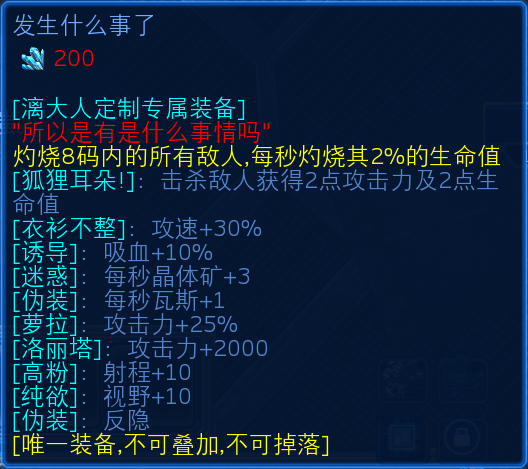 发生什么事了
200
[漓大人定制专属装备]
"所以是有是什么事情吗"
灼烧8码内的所有敌人,每秒灼烧其2%的生命值
[狐狸耳朵!]: 击杀敌人获得2点攻击力及2点生
命值
[衣衫不整]: 攻速+30%
[诱导]: 吸血+10%
[迷惑]: 每秒晶体矿+3
[伪装]: 每秒瓦斯+1
[萝拉]: 攻击力+25%
[洛丽塔]: 攻击力+2000
[高粉]: 射程+10
[纯欲]: 视野+10
[伪装]: 反隐
[唯一装备,不可叠加,不可掉落]